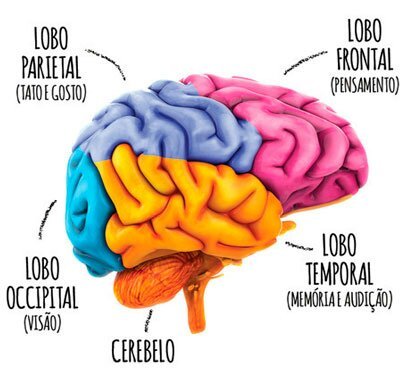 LOBO
PARIETAL
(TATO E GOSTO)
LOBO
FRONTAL
(PENSAMENTO)
LOBO
OCCIPITAL
(VISÃO)
LOBO
TEMPORAL
(MEMÓRIA E AUDIÇÃO)
CEREBELO